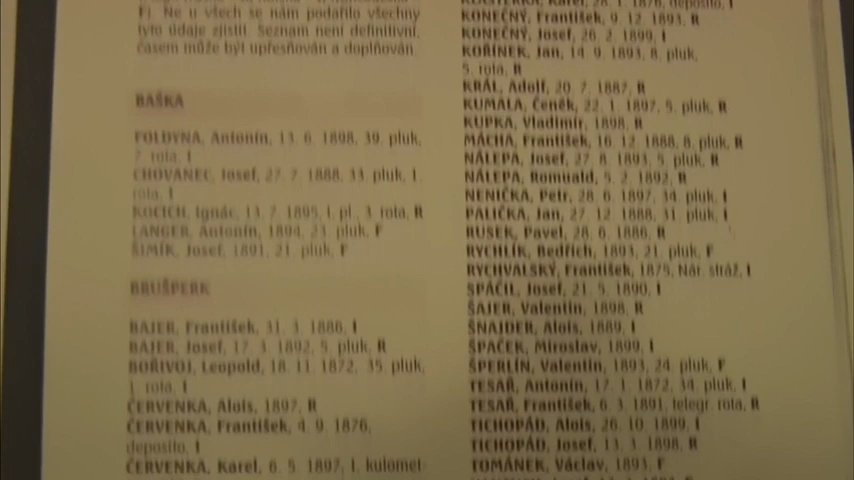 F). Ne u všech se nám podařilo všechny
tyto údaje zjistit. Seznam není definitivní,
časem může být upřesňován a doplňován.
BAŠKA
FOLDYNA, Antonín, 13. 6. 1898, 39. pluk,
7. rota, I
CHOVANEC, Josef, 27. 7. 1888, 33. pluk, 1.
rota, I
KOCICH, Ignác, 13. 7. 1895, I. pl., 3. rota, R
LANGER, Antonín, 1894, 23. pluk, F
ŠIMÍK, Josef, 1891, 21. pluk, F
BRUŠPERK
BAJER, František, 31. 3. 1886, I
BAJER, Josef, 17. 3. 1892, 5. pluk, R
BOŘIVOJ, Leopold, 18. 11. 1872, 35. pluk,
1. rota, I
ČERVENKA, Alois, 1897, R
ČERVENKA, František, 4. 9. 1876,
deposito, I
ČERVENKA, Karel, 6. 5. 1897, I. kulomet-
Karel, 28. 1. 1876, deposito, I
KONEČNÝ, František, 9. 12. 1893, R
KONEČNÝ, Josef, 26. 2. 1899, I
KOŘÍNEK, Jan, 14. 9. 1893, 8. pluk,
5. rota, R
KRÁL, Adolf, 20. 7. 1887, R
KUMALA, Čeněk, 22. 1. 1897, 5. pluk, R
KUPKA, Vladimír, 1898, R
MÁCHA, František, 16. 12. 1888, 8. pluk, R
NÁLEPA, Josef, 27. 8. 1893, 5. pluk, R
NÁLEPA, Romuald, 5. 2. 1892, R
NENIČKA, Petr, 28. 6. 1897, 34. pluk, I
PALIČKA, Jan, 27. 12. 1888, 31. pluk, I
RUSEK, Pavel, 28. 6. 1886, R
RYCHLÍK, Bedřich, 1893, 21. pluk, F
RYCHVALSKÝ, František, 1875, Nár. stráž, I
SPÁČIL, Josef, 21. 5. 1890, I
ŠAJER, Valentin, 1898, R
ŠNAJDER, Alois, 1889, I
ŠPAČEK, Miroslav, 1899, I
ŠPERLÍN, Valentin, 1893, 24. pluk, F
TESAŘ, Antonín, 17. 1. 1872, 34. pluk, I
TESAŘ, František, 6. 3. 1891, telegr. rota, R
TICHOPÁD, Alois, 26. 10. 1899, I
TICHOPÁD, Josef, 13. 3. 1898, R
TOMÁNEK, Václav, 1893, F